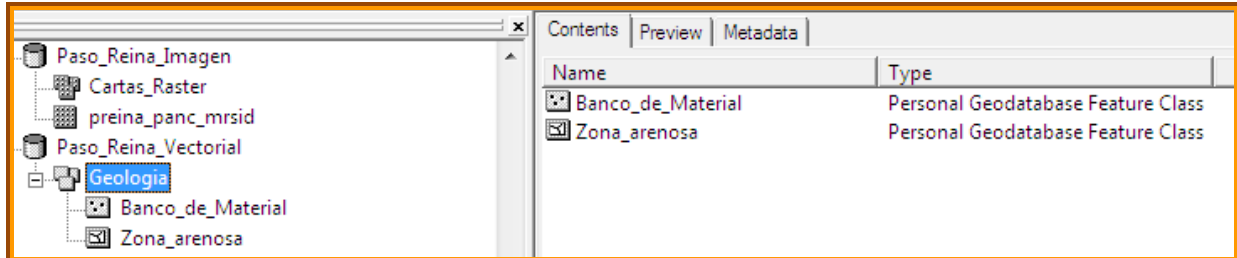 Paso_Reina_Imagen
Cartas_Raster
preina_panc_mrsid
Paso_Reina_Vectorial
Geologia
Banco_de_Material
Zona_arenosa
Contents Preview Metadata
Name Type
Banco_de_Material Personal Geodatabase Feature Class
Zona_arenosa Personal Geodatabase Feature Class